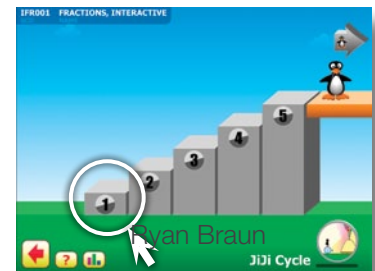 IFR001 FRACTIONS, INTERACTIVE
5
4
3
2
1
Ryan Braun
?
JiJi Cycle